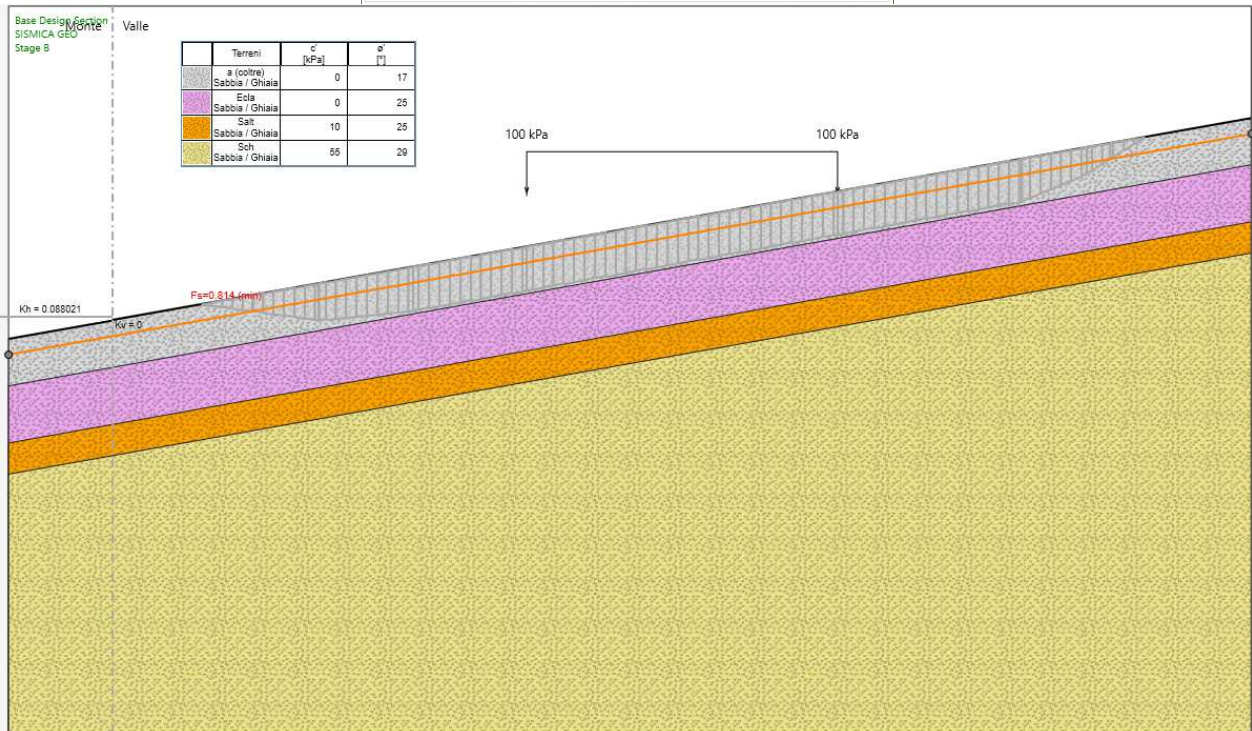 Base Design Section
SISMICA GEO
Stage B
Monte Valle
Terreni c' ø'
[kPa] [°]
a (coltre)
Sabbia / Ghiaia 0 17
Ecla
Sabbia / Ghiaia 0 25
Salt
Sabbia / Ghiaia 10 25
Sch
Sabbia / Ghiaia 55 29
100 kPa 100 kPa
Fs=0.814 (min)
Kh = 0.088021
Kv = 0